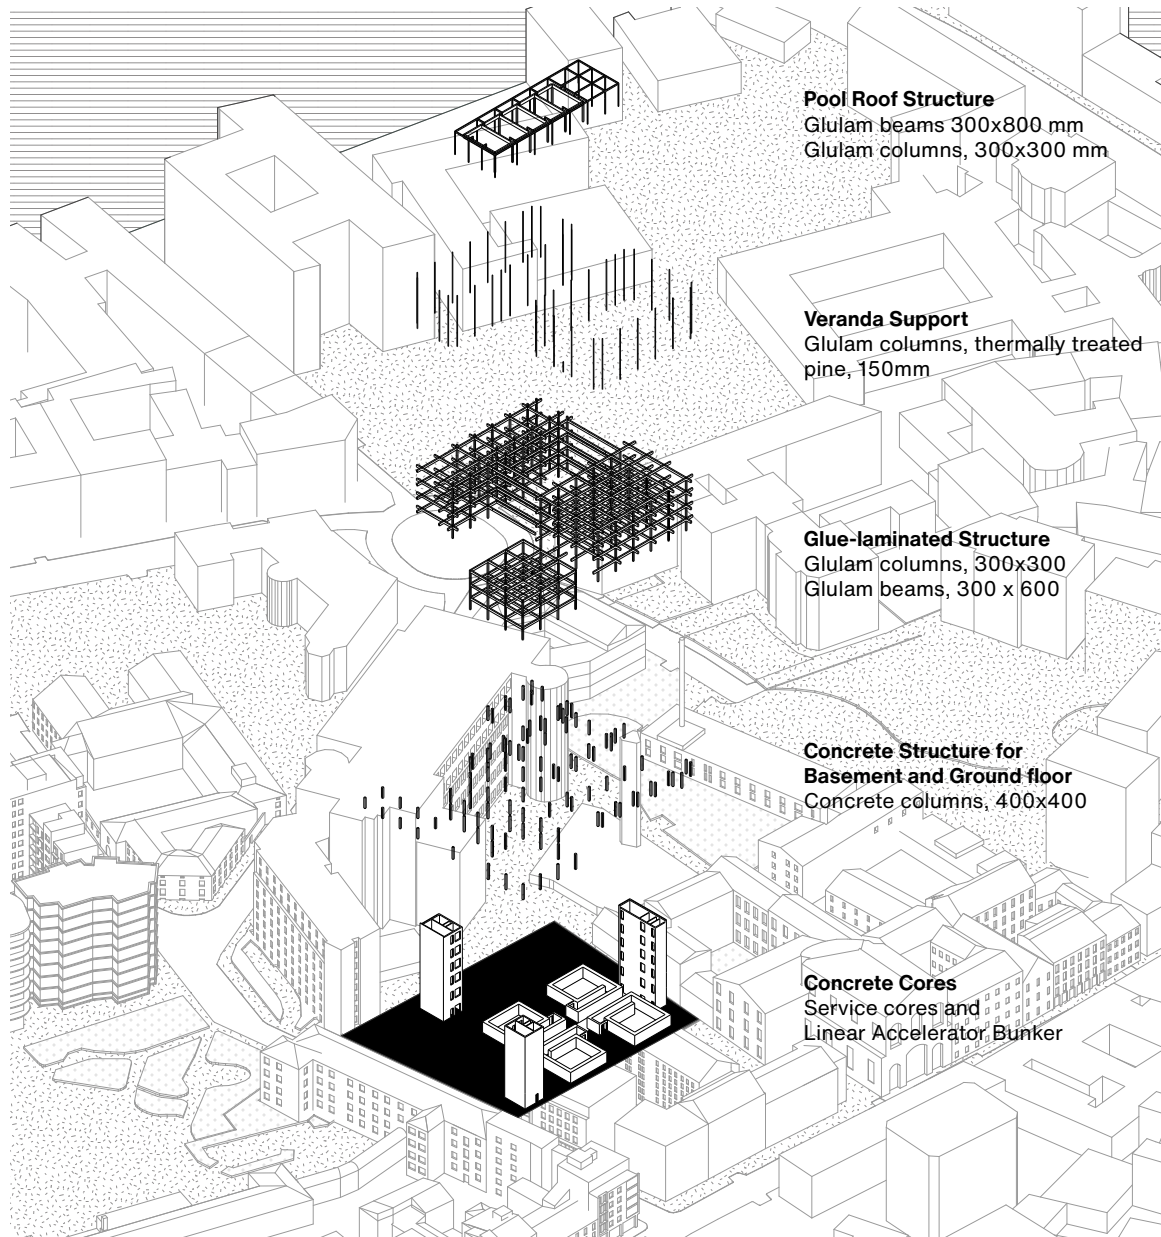 Pool Roof Structure
Glulam beams 300x800 mm
Glulam columns, 300x300 mm
Veranda Support
Glulam columns, thermally treated
pine, 150mm
Glue-laminated Structure
Glulam columns, 300x300
Glulam beams, 300 x 600
Concrete Structure for
Basement and Ground floor
Concrete columns, 400x400
Concrete Cores
Service cores and
Linear Accelerator Bunker